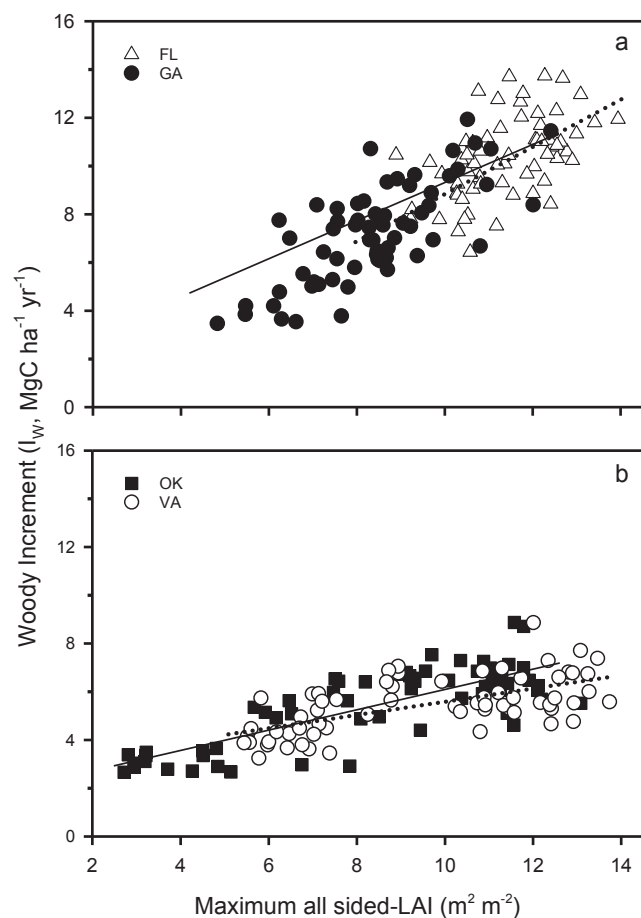 16
12
8
4
0
a
FL
GA
Woody Increment (I_W, MgC ha⁻¹ yr⁻¹)
16
12
8
4
0
b
OK
VA
2 4 6 8 10 12 14
Maximum all sided-LAI (m² m⁻²)